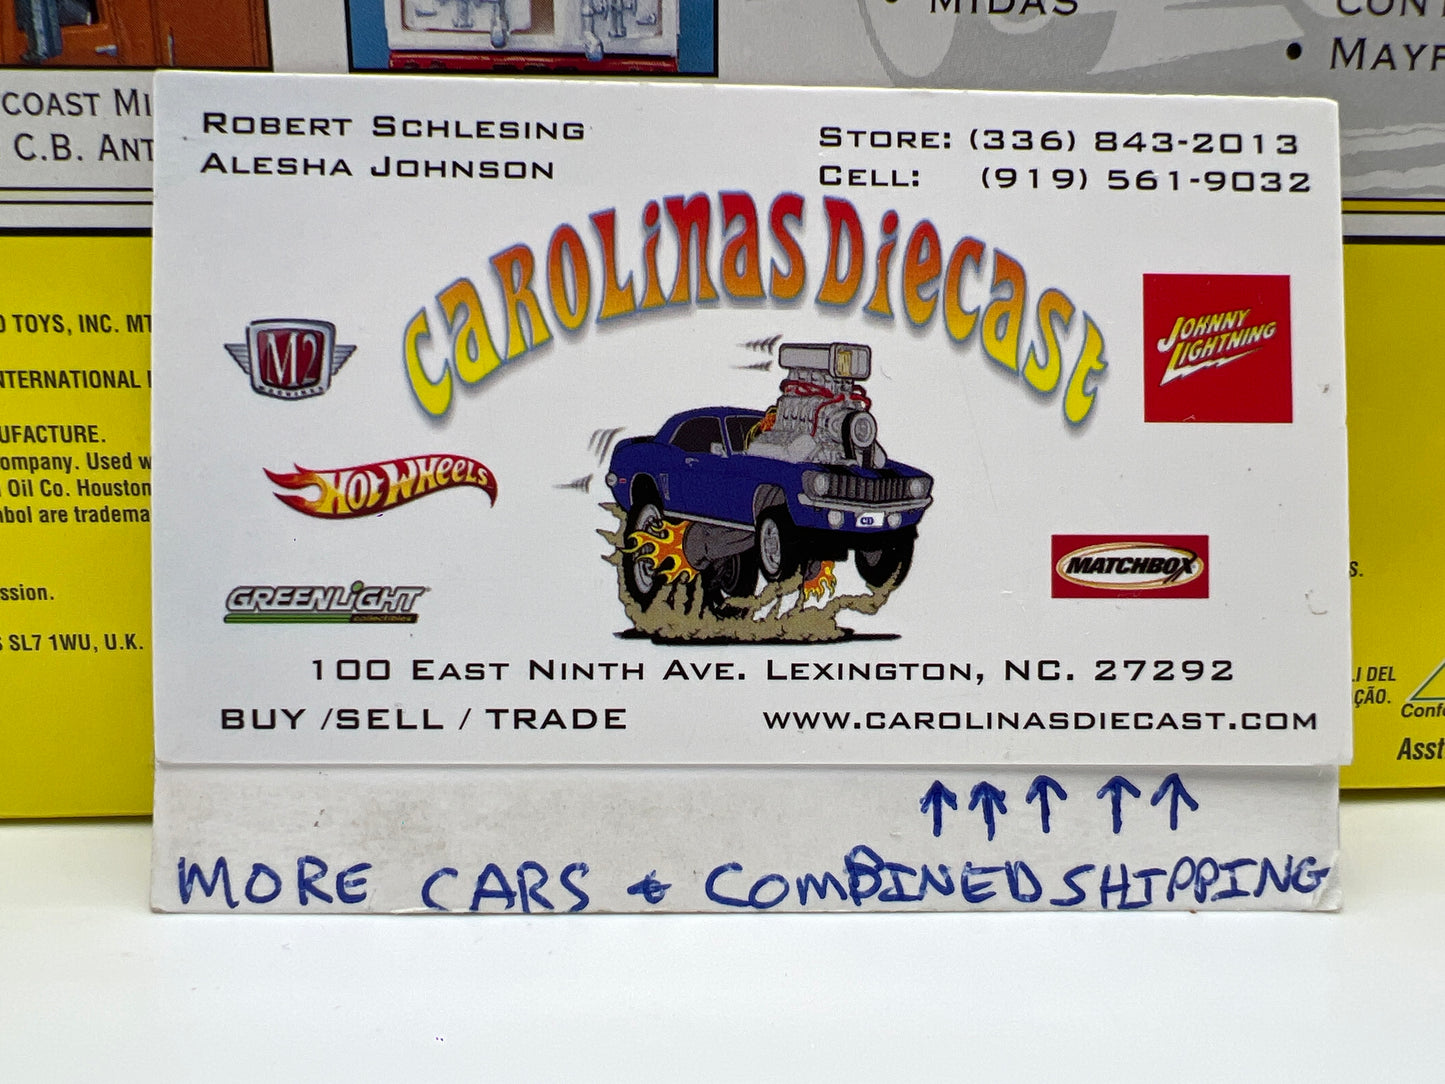 MIDAS
CON
• MAYF
COAST MI
C.B. ANT
ROBERT SCHLESING
ALESHA JOHNSON
STORE: (336) 843-2013
CELL: (919) 561-9032
CAROLINAS DIECAST
M2
JOHNNY
LIGHTNING
HOT WHEELS
MATCHBOX
GREENLIGHT
collectibles
CD
100 EAST NINTH AVE. LEXINGTON, NC. 27292
BUY /SELL / TRADE
WWW.CAROLINASDIECAST.COM
↑ ↑ ↑ ↑ ↑
MORE CARS & COMBINED SHIPPING
TOYS, INC. MT
NTERNATIONAL
UFACTURE.
ompany. Used w
Oil Co. Houston
bol are tradema
ssion.
SL7 1WU, U.K.
S.
I DEL
ÇÃO.
Confo
Asst